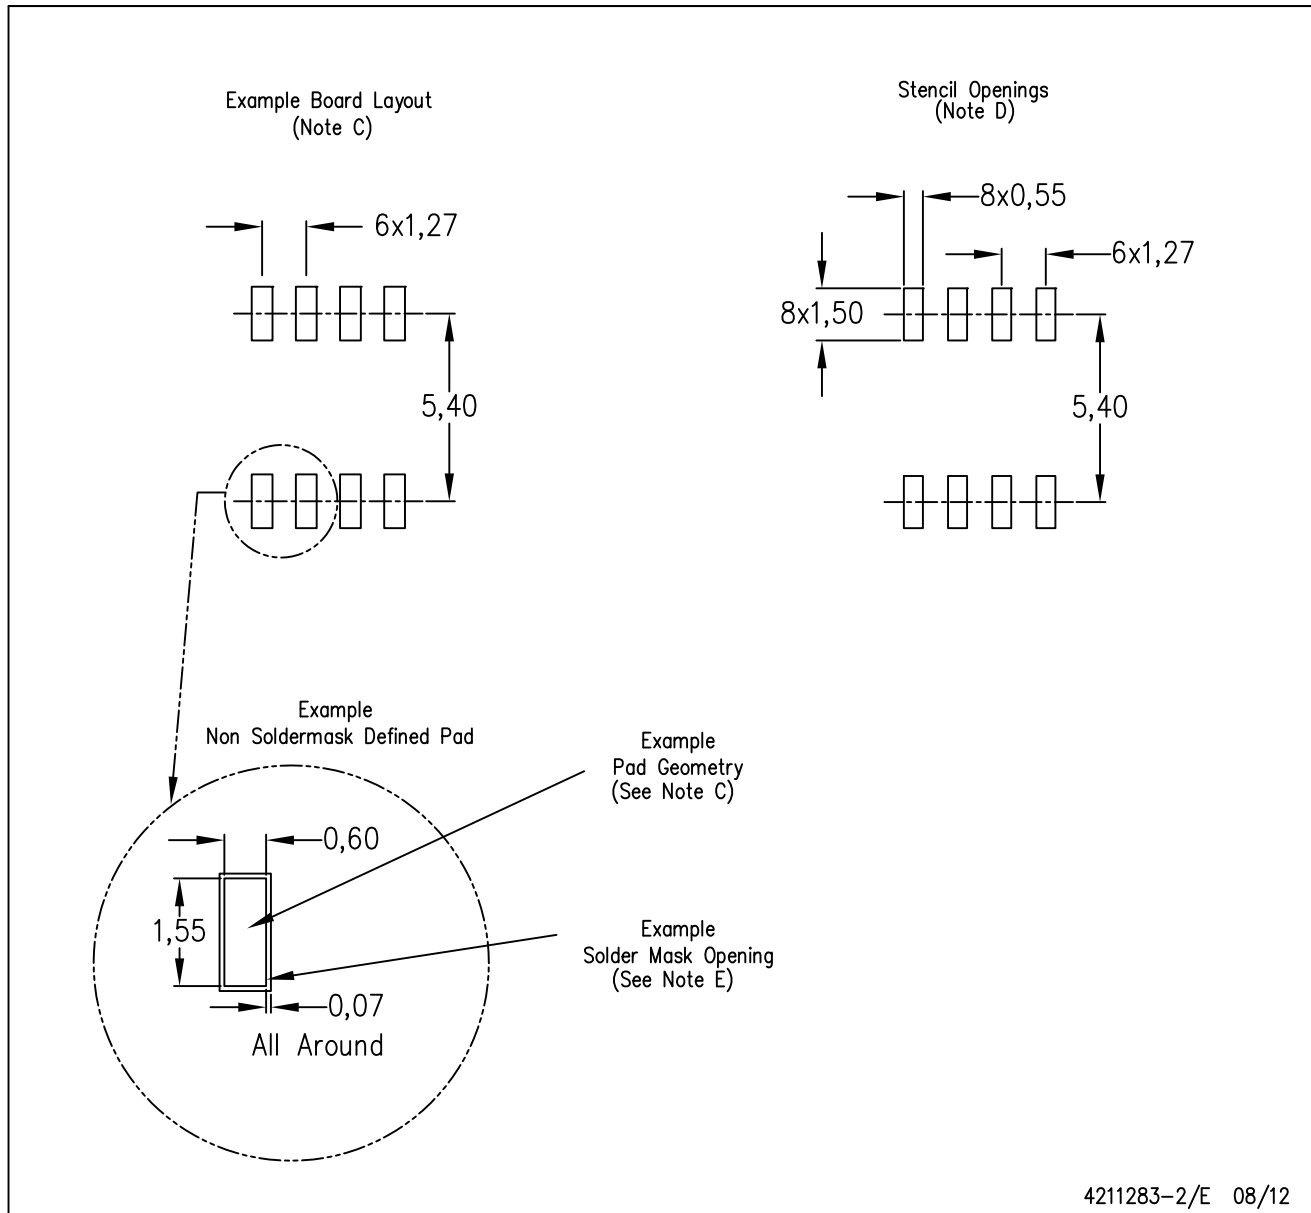 Example Board Layout
(Note C)
6x1,27
5,40
Stencil Openings
(Note D)
8x0,55
6x1,27
8x1,50
5,40
Example
Non Soldermask Defined Pad
Example
Pad Geometry
(See Note C)
0,60
1,55
Example
Solder Mask Opening
(See Note E)
0,07
All Around
4211283-2/E 08/12